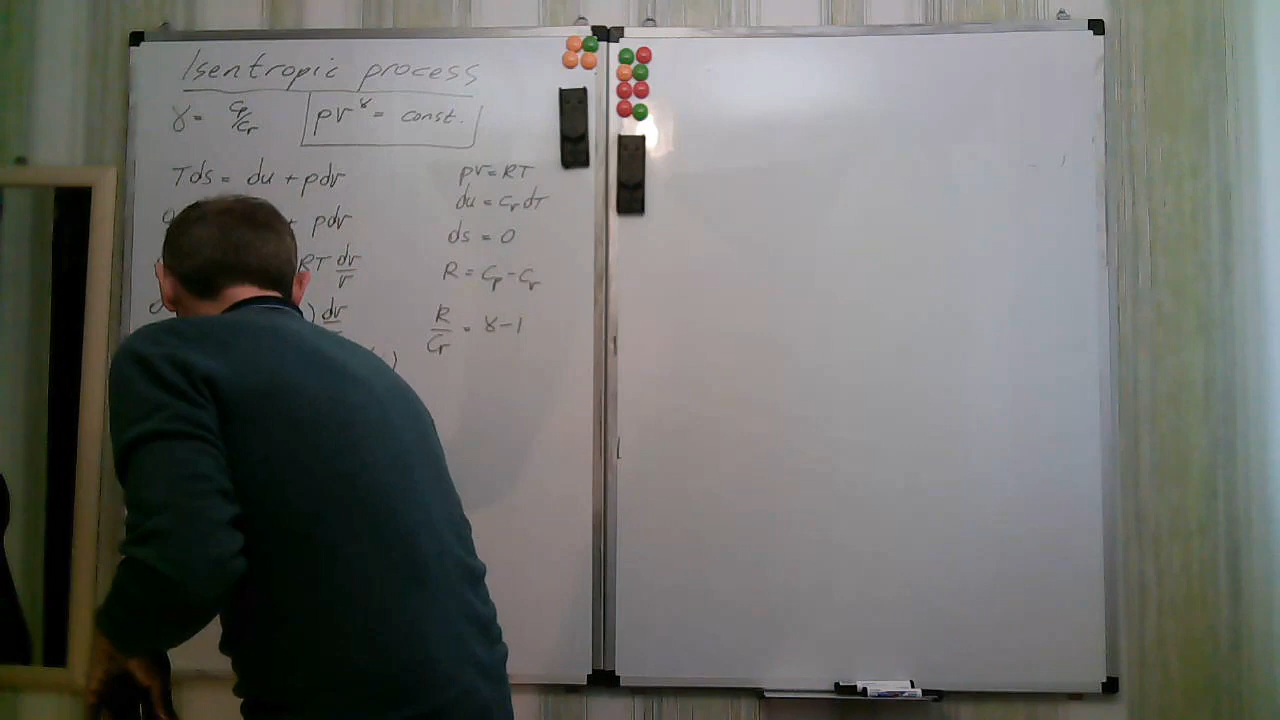 Isentropic process
γ = cp/cv pv^γ = const.
Tds = du + pdv
0 + pdv
RT dv/v
) dv
)
pv = RT
du = cv dT
ds = 0
R = cp - cv
R/cv = γ - 1